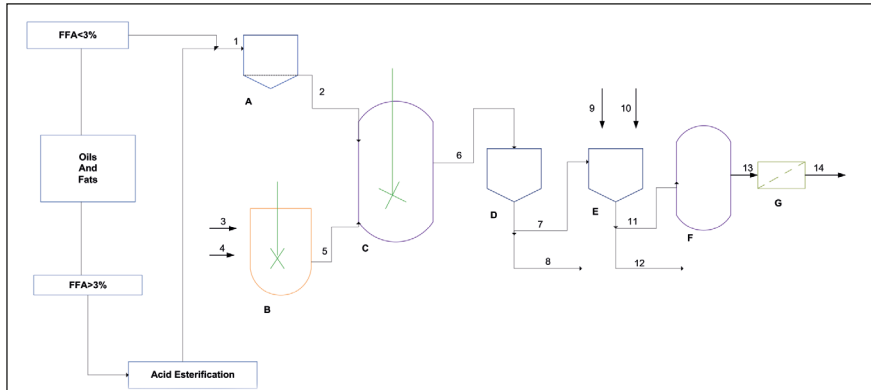 FFA<3%
1
2
A
Oils
And
Fats
3
4
5
B
6
C
7
8
D
9
10
11
12
E
13
14
F
G
FFA>3%
Acid Esterification